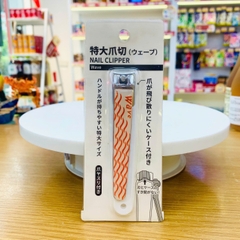 特大爪切（ウェーブ）
NAIL CLIPPER
Wave
爪が飛び散りにくいケース付き
ハンドルが持ちやすい特大サイズ
Wave